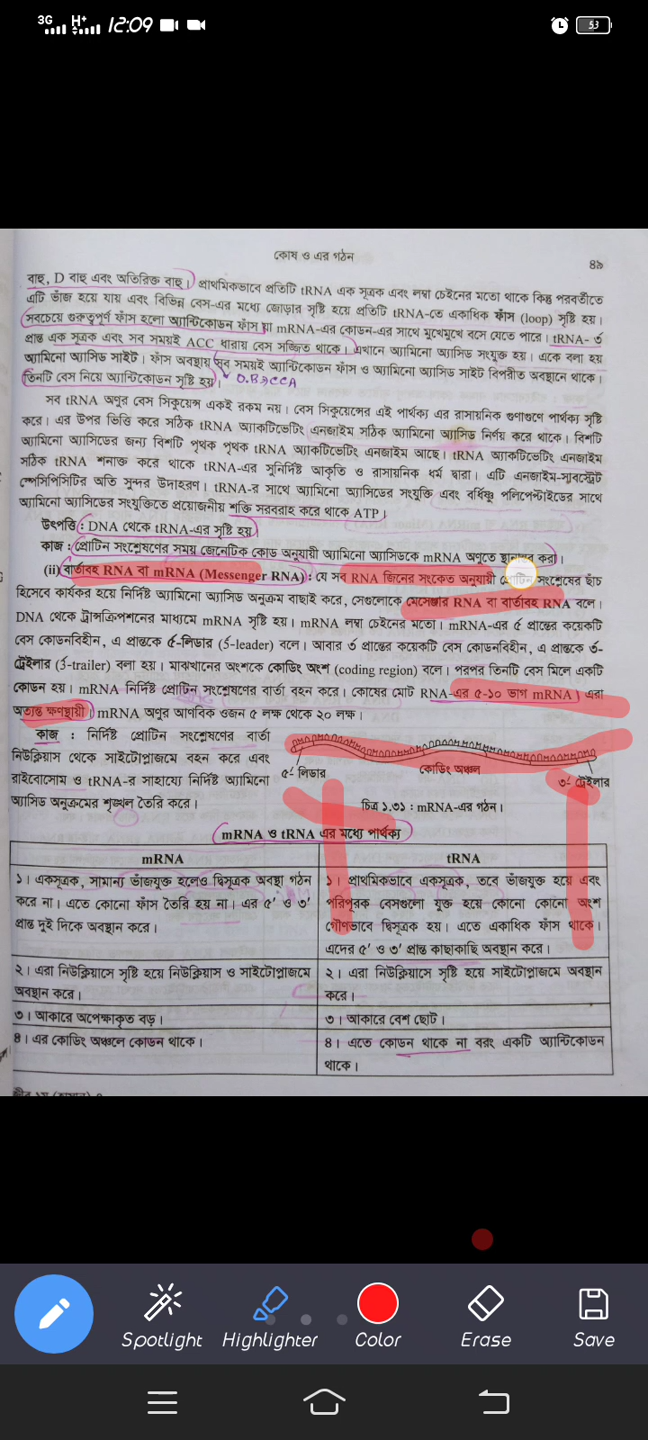 3G H+ 12:09 53
কোষ ও এর গঠন
৪৯
বাহু, D বাহু এবং অতিরিক্ত বাহু। প্রাথমিকভাবে প্রতিটি tRNA এক সূত্রক এবং লম্বা চেইনের মতো থাকে কিন্তু পরবর্তীতে
এটি ভাঁজ হয়ে যায় এবং বিভিন্ন বেস-এর মধ্যে জোড়ার সৃষ্টি হয়ে প্রতিটি tRNA-তে একাধিক ফাঁস (loop) সৃষ্টি হয়।
সবচেয়ে গুরুত্বপূর্ণ ফাঁস হলো অ্যান্টিকোডন ফাঁস যা mRNA-এর কোডন-এর সাথে মুখেমুখে বসে যেতে পারে। tRNA- ৩́
প্রান্ত এক সূত্রক এবং সব সময়ই ACC ধারায় বেস সজ্জিত থাকে। এখানে অ্যামিনো অ্যাসিড সংযুক্ত হয়। একে বলা হয়
অ্যামিনো অ্যাসিড সাইট। ফাঁস অবস্থায় সব সময়ই অ্যান্টিকোডন ফাঁস ও অ্যামিনো অ্যাসিড সাইট বিপরীত অবস্থানে থাকে।
তিনটি বেস নিয়ে অ্যান্টিকোডন সৃষ্টি হয়।
সব tRNA অণুর বেস সিকুয়েন্স একই রকম নয়। বেস সিকুয়েন্সের এই পার্থক্য এর রাসায়নিক গুণাগুণে পার্থক্য সৃষ্টি
করে। এর উপর ভিত্তি করে সঠিক tRNA অ্যাকটিভেটিং এনজাইম সঠিক অ্যামিনো অ্যাসিড নির্ণয় করে থাকে। বিশটি
অ্যামিনো অ্যাসিডের জন্য বিশটি পৃথক পৃথক tRNA অ্যাকটিভেটিং এনজাইম আছে। tRNA অ্যাকটিভেটিং এনজাইম
সঠিক tRNA শনাক্ত করে থাকে tRNA-এর সুনির্দিষ্ট আকৃতি ও রাসায়নিক ধর্ম দ্বারা। এটি এনজাইম-সাবস্ট্রেট
স্পেসিপিসিটির অতি সুন্দর উদাহরণ। tRNA-র সাথে অ্যামিনো অ্যাসিডের সংযুক্তি এবং বর্ধিষ্ণু পলিপেপ্টাইডের সাথে
অ্যামিনো অ্যাসিডের সংযুক্তিতে প্রয়োজনীয় শক্তি সরবরাহ করে থাকে ATP।
উৎপত্তি : DNA থেকে tRNA-এর সৃষ্টি হয়।
কাজ : প্রোটিন সংশ্লেষণের সময় জেনেটিক কোড অনুযায়ী অ্যামিনো অ্যাসিডকে mRNA অণুতে স্থানান্তর করা।
(ii) বার্তাবহ RNA বা mRNA (Messenger RNA) : যে সব RNA জিনের সংকেত অনুযায়ী প্রোটিন সংশ্লেষের ছাঁচ
হিসেবে কার্যকর হয়ে নির্দিষ্ট অ্যামিনো অ্যাসিড অনুক্রম বাছাই করে, সেগুলোকে মেসেঞ্জার RNA বা বার্তাবহ RNA বলে।
DNA থেকে ট্রান্সক্রিপশনের মাধ্যমে mRNA সৃষ্টি হয়। mRNA লম্বা চেইনের মতো। mRNA-এর ৫́ প্রান্তের কয়েকটি
বেস কোডনবিহীন, এ প্রান্তকে ৫́-লিডার (5́-leader) বলে। আবার ৩́ প্রান্তের কয়েকটি বেস কোডনবিহীন, এ প্রান্তকে ৩́-
ট্রেইলার (3́-trailer) বলা হয়। মাঝখানের অংশকে কোডিং অংশ (coding region) বলে। পরপর তিনটি বেস মিলে একটি
কোডন হয়। mRNA নির্দিষ্ট প্রোটিন সংশ্লেষণের বার্তা বহন করে। কোষের মোট RNA-এর ৫-১০ ভাগ mRNA। এরা
অত্যন্ত ক্ষণস্থায়ী। mRNA অণুর আণবিক ওজন ৫ লক্ষ থেকে ২০ লক্ষ।
কাজ : নির্দিষ্ট প্রোটিন সংশ্লেষণের বার্তা
নিউক্লিয়াস থেকে সাইটোপ্লাজমে বহন করে এবং
রাইবোসোম ও tRNA-র সাহায্যে নির্দিষ্ট অ্যামিনো
অ্যাসিড অনুক্রমের শৃঙ্খল তৈরি করে।
৫́ লিডার
কোডিং অঞ্চল
৩́ ট্রেইলার
চিত্র ১.৩১ : mRNA-এর গঠন।
mRNA ও tRNA এর মধ্যে পার্থক্য
mRNA
tRNA
১। একসূত্রক, সামান্য ভাঁজযুক্ত হলেও দ্বিসূত্রক অবস্থা গঠন
করে না। এতে কোনো ফাঁস তৈরি হয় না। এর ৫′ ও ৩′
প্রান্ত দুই দিকে অবস্থান করে।
১। প্রাথমিকভাবে একসূত্রক, তবে ভাঁজযুক্ত হয়ে এবং
পরিপূরক বেসগুলো যুক্ত হয়ে কোনো কোনো অংশ
গৌণভাবে দ্বিসূত্রক হয়। এতে একাধিক ফাঁস থাকে।
এদের ৫′ ও ৩′ প্রান্ত কাছাকাছি অবস্থান করে।
২। এরা নিউক্লিয়াসে সৃষ্টি হয়ে নিউক্লিয়াস ও সাইটোপ্লাজমে
অবস্থান করে।
২। এরা নিউক্লিয়াসে সৃষ্টি হয়ে সাইটোপ্লাজমে অবস্থান
করে।
৩। আকারে অপেক্ষাকৃত বড়।
৩। আকারে বেশ ছোট।
৪। এর কোডিং অঞ্চলে কোডন থাকে।
৪। এতে কোডন থাকে না বরং একটি অ্যান্টিকোডন
থাকে।
Spotlight Highlighter Color Erase Save